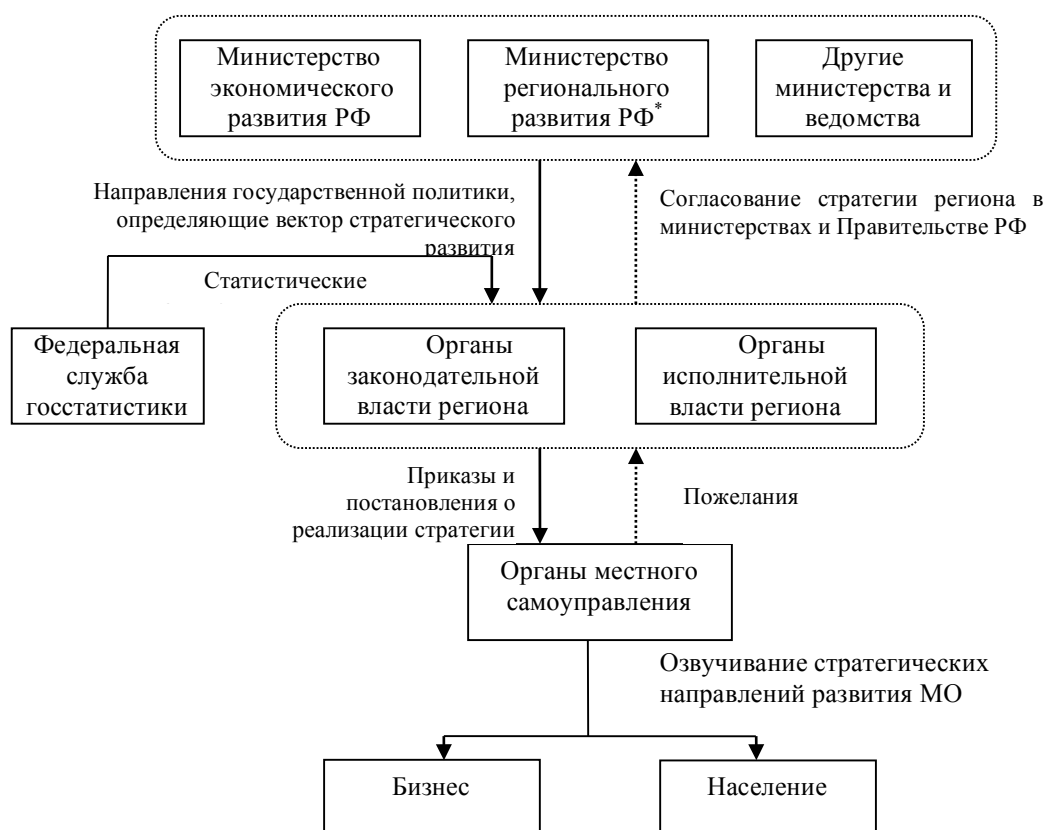 Министерство
экономического
развития РФ
Министерство
регионального
развития РФ*
Другие
министерства и
ведомства
Направления государственной политики,
определяющие вектор стратегического
развития
Согласование стратегии региона в
министерствах и Правительстве РФ
Статистические
Федеральная
служба
госстатистики
Органы
законодательной
власти региона
Органы
исполнительной
власти региона
Приказы и
постановления о
реализации стратегии
Пожелания
Органы местного
самоуправления
Озвучивание стратегических
направлений развития МО
Бизнес
Население